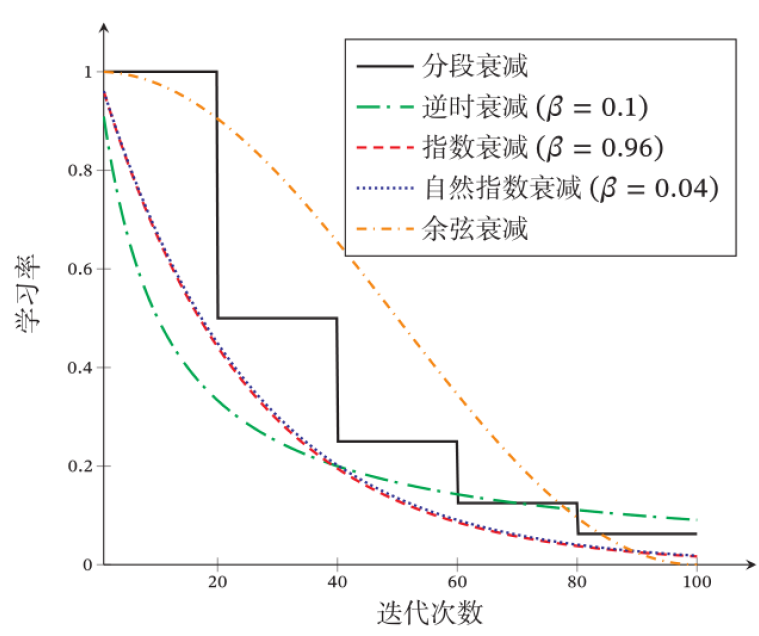 分段衰减
逆时衰减 (β = 0.1)
指数衰减 (β = 0.96)
自然指数衰减 (β = 0.04)
余弦衰减
1
0.8
0.6
0.4
0.2
0
学习率
20 40 60 80 100
迭代次数